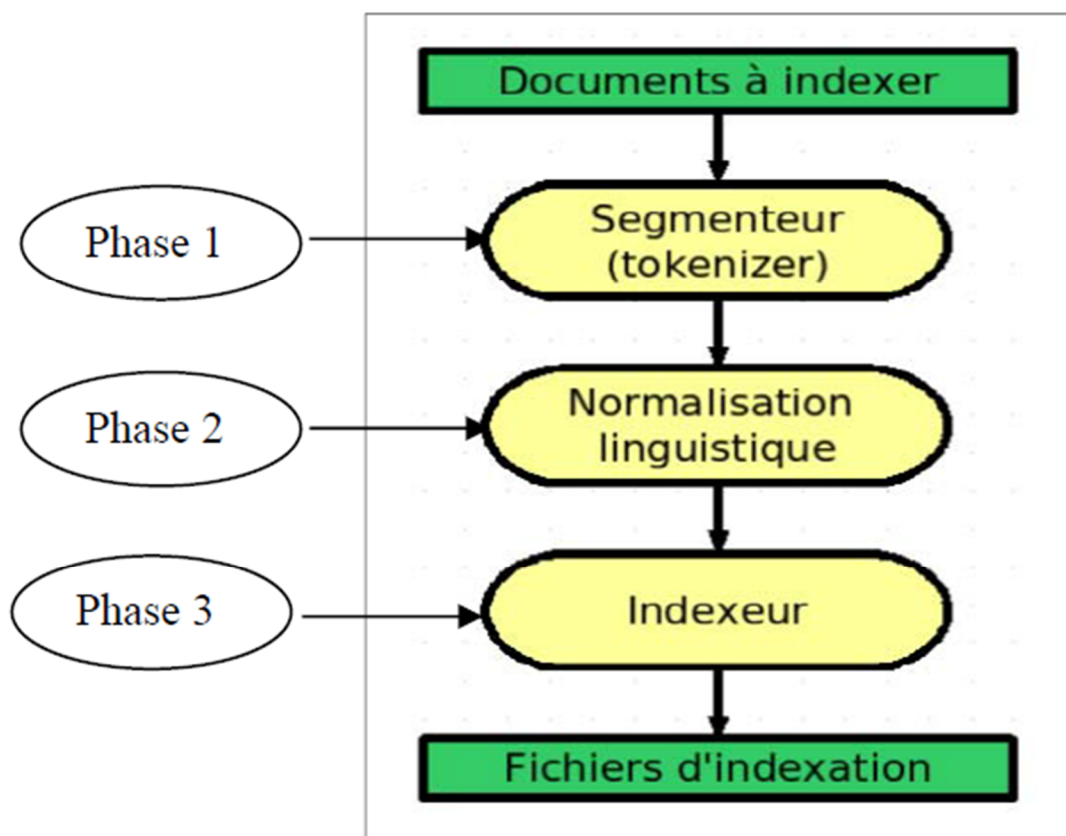 Documents à indexer
Phase 1
Segmenteur
(tokenizer)
Phase 2
Normalisation
linguistique
Phase 3
Indexeur
Fichiers d'indexation